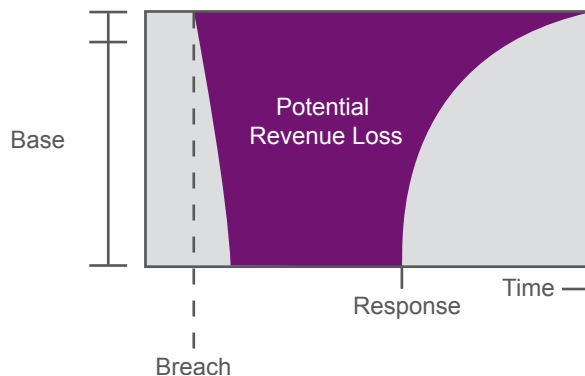 Potential
Revenue Loss
Base
Time
Response
Breach